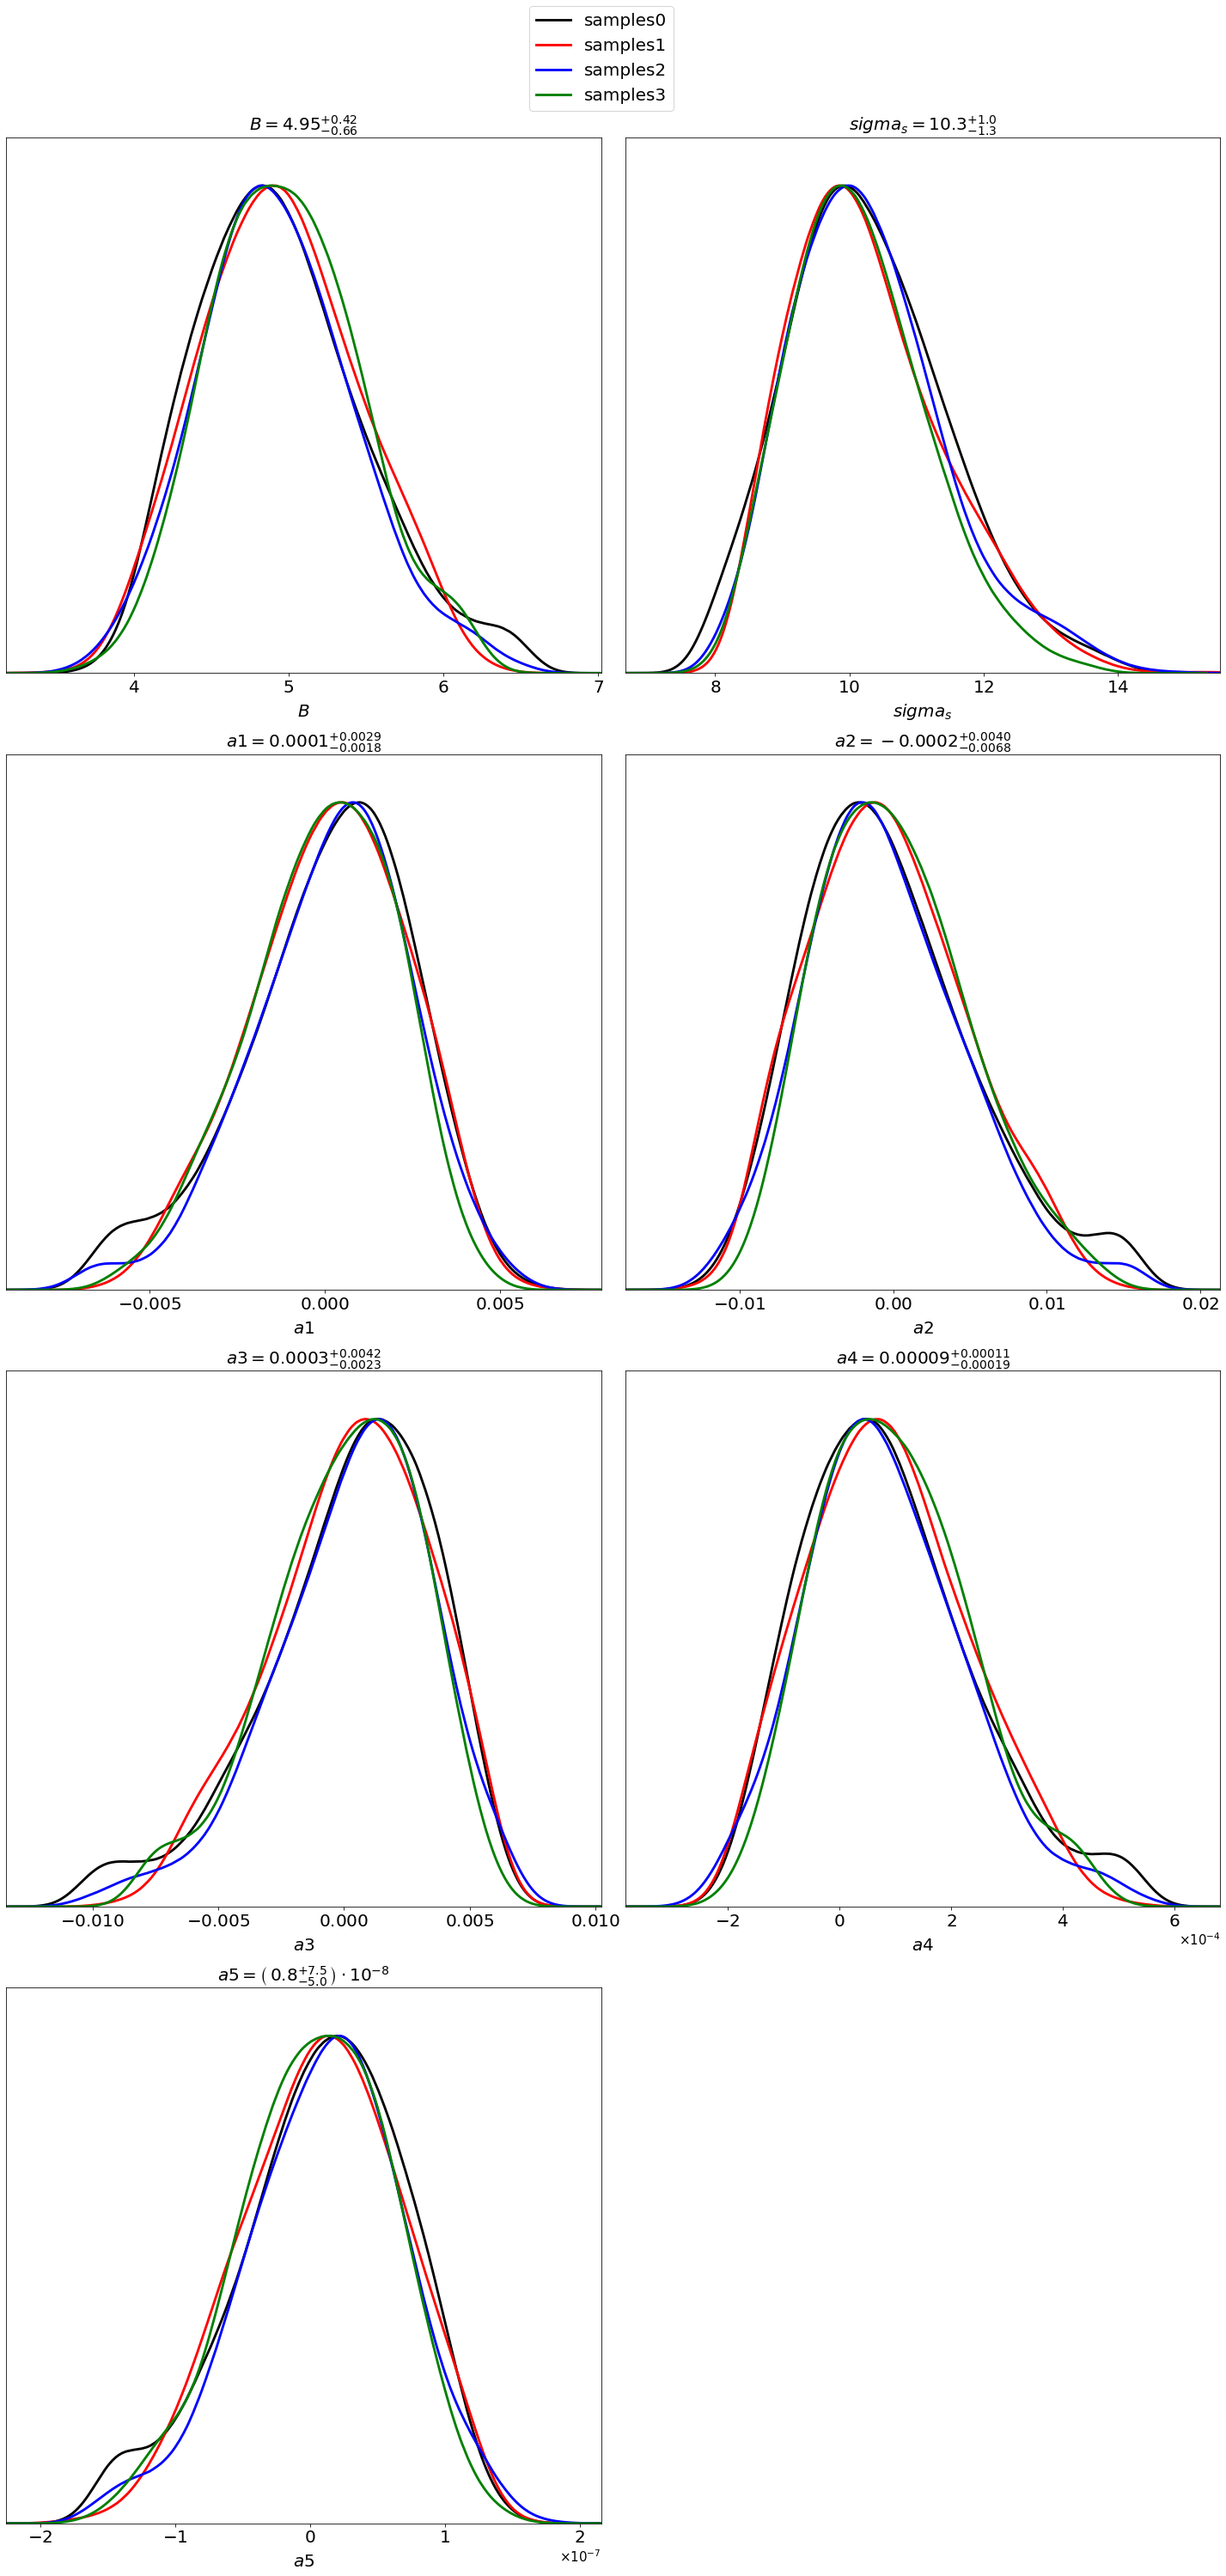 samples0
samples1
samples2
samples3
B = 4.95^{+0.42}_{-0.66}
sigma_s = 10.3^{+1.0}_{-1.3}
4 5 6 7
8 10 12 14
B
sigma_s
a1 = 0.0001^{+0.0029}_{-0.0018}
a2 = −0.0002^{+0.0040}_{-0.0068}
−0.005 0.000 0.005
−0.01 0.00 0.01 0.02
a1
a2
a3 = 0.0003^{+0.0042}_{-0.0023}
a4 = 0.00009^{+0.00011}_{-0.00019}
−0.010 −0.005 0.000 0.005 0.010
−2 0 2 4 6
×10^{−4}
a3
a4
a5 = (0.8^{+7.5}_{-5.0}) · 10^{−8}
−2 −1 0 1 2
×10^{−7}
a5